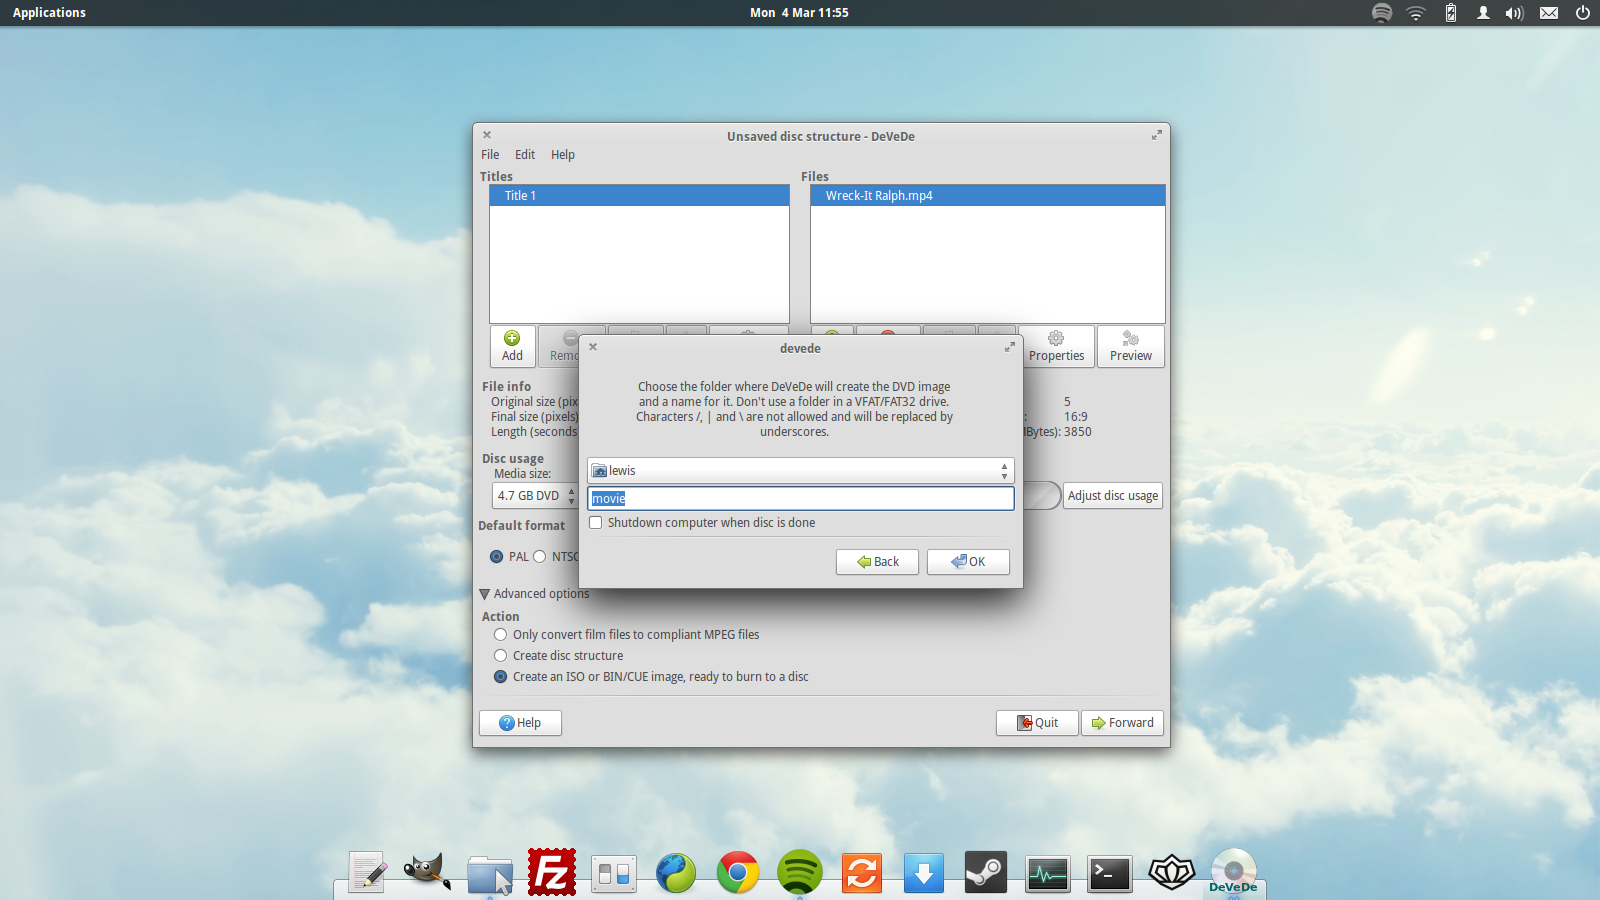 Applications
Mon 4 Mar 11:55
Unsaved disc structure - DeVeDe
File Edit Help
Titles
Files
Title 1
Wreck-It Ralph.mp4
Add
Properties
Preview
devede
Choose the folder where DeVeDe will create the DVD image
and a name for it. Don't use a folder in a VFAT/FAT32 drive.
Characters /, | and \ are not allowed and will be replaced by
underscores.
lewis
movie
Shutdown computer when disc is done
Back
OK
File info
Original size (pix
5
Final size (pixels)
16:9
Length (seconds
Bytes): 3850
Disc usage
Media size:
4.7 GB DVD
Adjust disc usage
Default format
PAL
NTSC
Advanced options
Action
Only convert film files to compliant MPEG files
Create disc structure
Create an ISO or BIN/CUE image, ready to burn to a disc
Help
Quit
Forward
Fz
DeVeDe